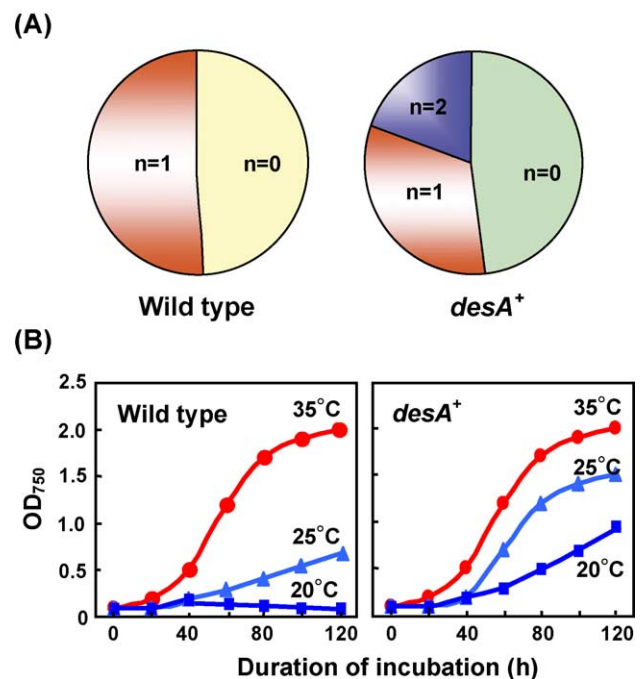 (A)
n=1
n=0
n=2
n=1
n=0
Wild type
desA+
(B)
OD750
2.5
2.0
1.5
1.0
0.5
0
Wild type
35°C
25°C
20°C
0
40
80
120
desA+
35°C
25°C
20°C
0
40
80
120
Duration of incubation (h)